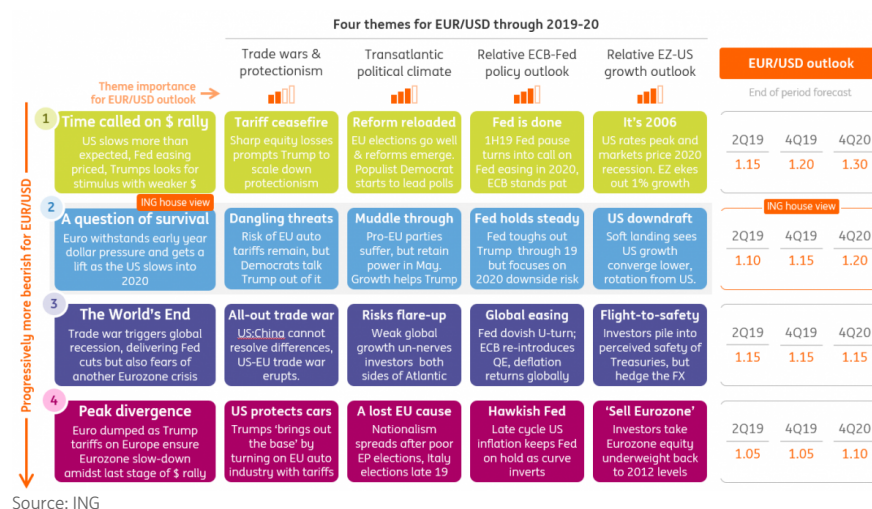 Four themes for EUR/USD through 2019-20
Trade wars &
protectionism
Transatlantic
political climate
Relative ECB-Fed
policy outlook
Relative EZ-US
growth outlook
EUR/USD outlook
Theme importance
for EUR/USD outlook
End of period forecast
Progressively more bearish for EUR/USD
1
Time called on $ rally
US slows more than
expected, Fed easing
priced, Trumps looks for
stimulus with weaker $
Tariff ceasefire
Sharp equity losses
prompts Trump to
scale down
protectionism
Reform reloaded
EU elections go well
& reforms emerge.
Populist Democrat
starts to lead polls
Fed is done
1H19 Fed pause
turns into call on
Fed easing in 2020,
ECB stands pat
It's 2006
US rates peak and
markets price 2020
recession. EZ ekes
out 1% growth
2Q19 4Q19 4Q20
1.15 1.20 1.30
ING house view
2
A question of survival
Euro withstands early year
dollar pressure and gets a
lift as the US slows into
2020
Dangling threats
Risk of EU auto
tariffs remain, but
Democrats talk
Trump out of it
Muddle through
Pro-EU parties
suffer, but retain
power in May.
Growth helps Trump
Fed holds steady
Fed toughs out
Trump through 19
but focuses on
2020 downside risk
US downdraft
Soft landing sees
US growth
converge lower,
rotation from US.
ING house view
2Q19 4Q19 4Q20
1.10 1.15 1.20
3
The World's End
Trade war triggers global
recession, delivering Fed
cuts but also fears of
another Eurozone crisis
All-out trade war
US:China cannot
resolve differences,
US-EU trade war
erupts.
Risks flare-up
Weak global
growth un-nerves
investors both
sides of Atlantic
Global easing
Fed dovish U-turn;
ECB re-introduces
QE, deflation
returns globally
Flight-to-safety
Investors pile into
perceived safety of
Treasuries, but
hedge the FX
2Q19 4Q19 4Q20
1.15 1.15 1.15
4
Peak divergence
Euro dumped as Trump
tariffs on Europe ensure
Eurozone slow-down
amidst last stage of $ rally
US protects cars
Trumps 'brings out
the base' by
turning on EU auto
industry with tariffs
A lost EU cause
Nationalism
spreads after poor
EP elections, Italy
elections late 19
Hawkish Fed
Late cycle US
inflation keeps Fed
on hold as curve
inverts
'Sell Eurozone'
Investors take
Eurozone equity
underweight back
to 2012 levels
2Q19 4Q19 4Q20
1.05 1.05 1.10
Source: ING